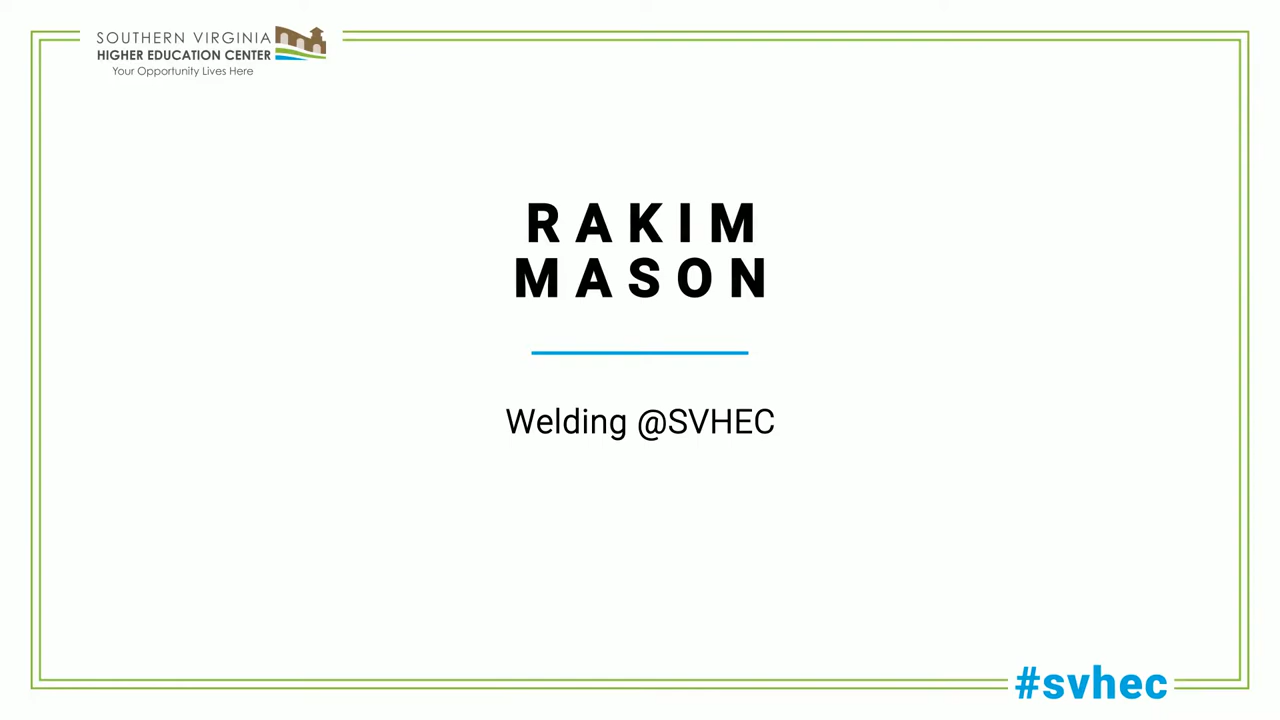 SOUTHERN VIRGINIA
HIGHER EDUCATION CENTER
Your Opportunity Lives Here
RAKIM
MASON
Welding @SVHEC
#svhec